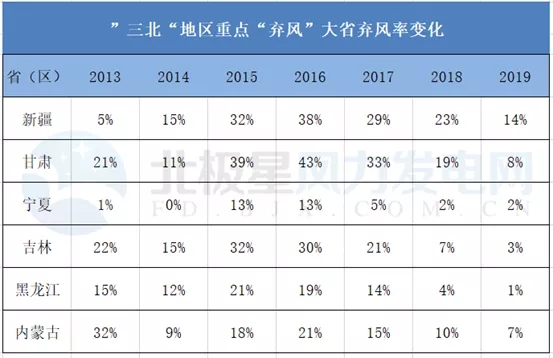 ”三北“地区重点“弃风”大省弃风率变化
省（区） 2013 2014 2015 2016 2017 2018 2019
新疆 5% 15% 32% 38% 29% 23% 14%
甘肃 21% 11% 39% 43% 33% 19% 8%
宁夏 1% 0% 13% 13% 5% 2% 2%
吉林 22% 15% 32% 30% 21% 7% 3%
黑龙江 15% 12% 21% 19% 14% 4% 1%
内蒙古 32% 9% 18% 21% 15% 10% 7%
北极星风力发电网
FD.BJX.COM.CN